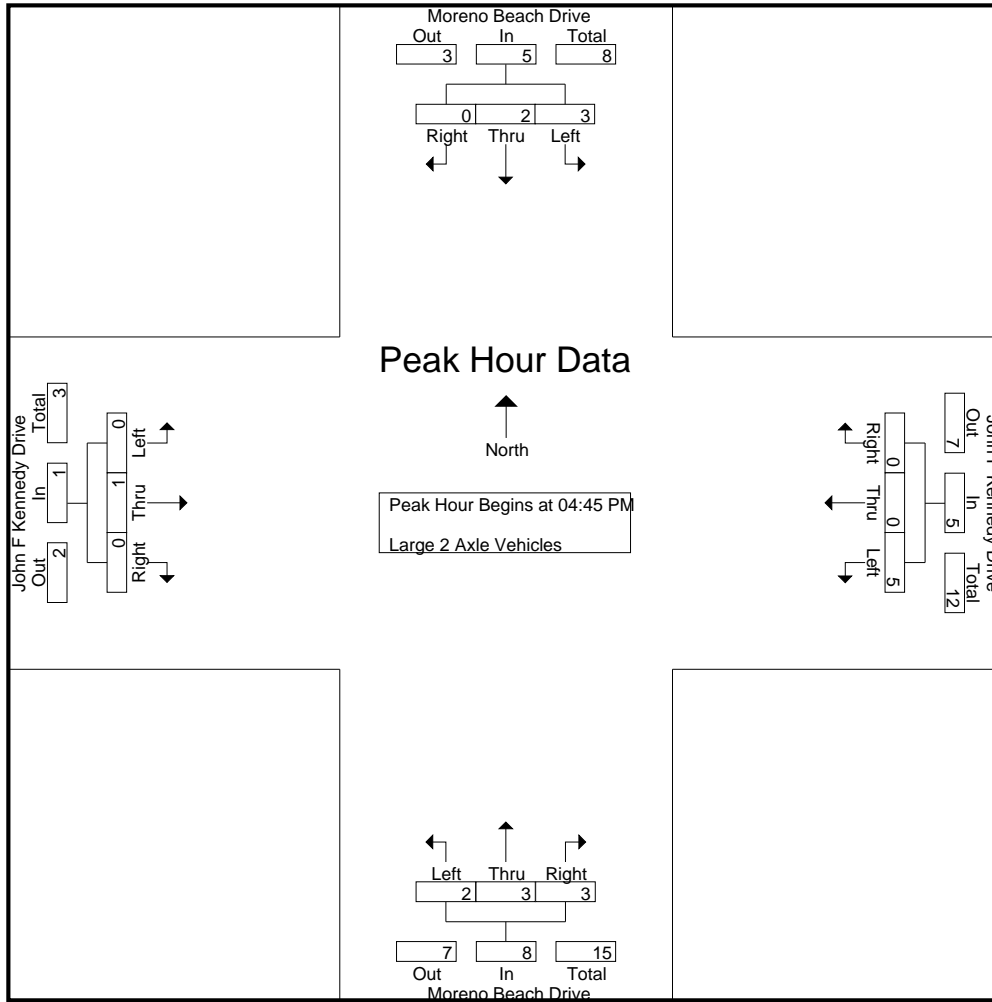 Moreno Beach Drive
Out In Total
3 5 8
0 2 3
Right Thru Left
Peak Hour Data
North
Peak Hour Begins at 04:45 PM
Large 2 Axle Vehicles
John F Kennedy Drive
Out In Total
2 1 3
0 1 0
Left Thru Right
John F Kennedy Drive
Out In Total
7 5 12
0 0 5
Right Thru Left
Left Thru Right
2 3 3
7 8 15
Out In Total
Moreno Beach Drive